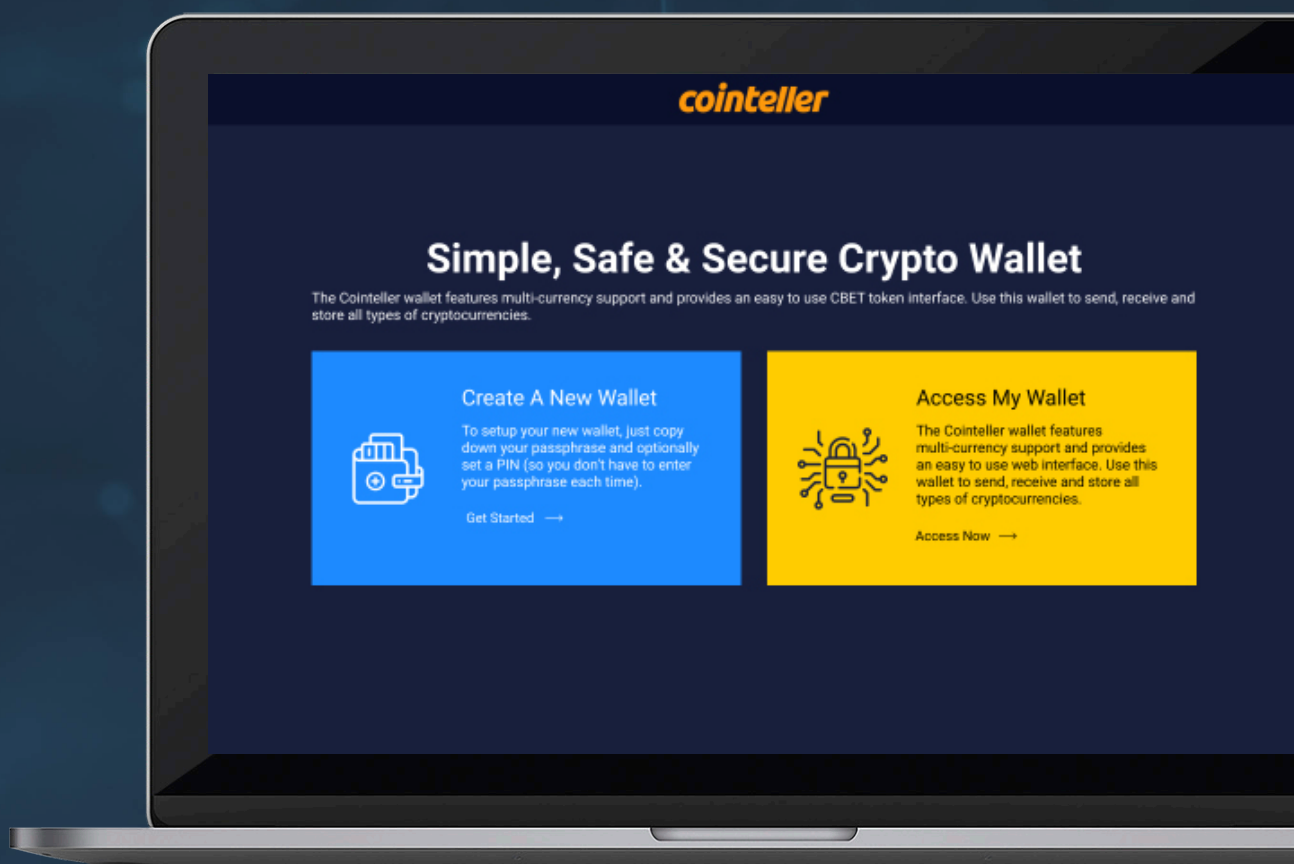 cointeller
Simple, Safe & Secure Crypto Wallet
The Cointeller wallet features multi-currency support and provides an easy to use CBET token interface. Use this wallet to send, receive and
store all types of cryptocurrencies.
Create A New Wallet
To setup your new wallet, just copy
down your passphrase and optionally
set a PIN (so you don't have to enter
your passphrase each time).
Get Started
Access My Wallet
The Cointeller wallet features
multi-currency support and provides
an easy to use web interface. Use this
wallet to send, receive and store all
types of cryptocurrencies.
Access Now